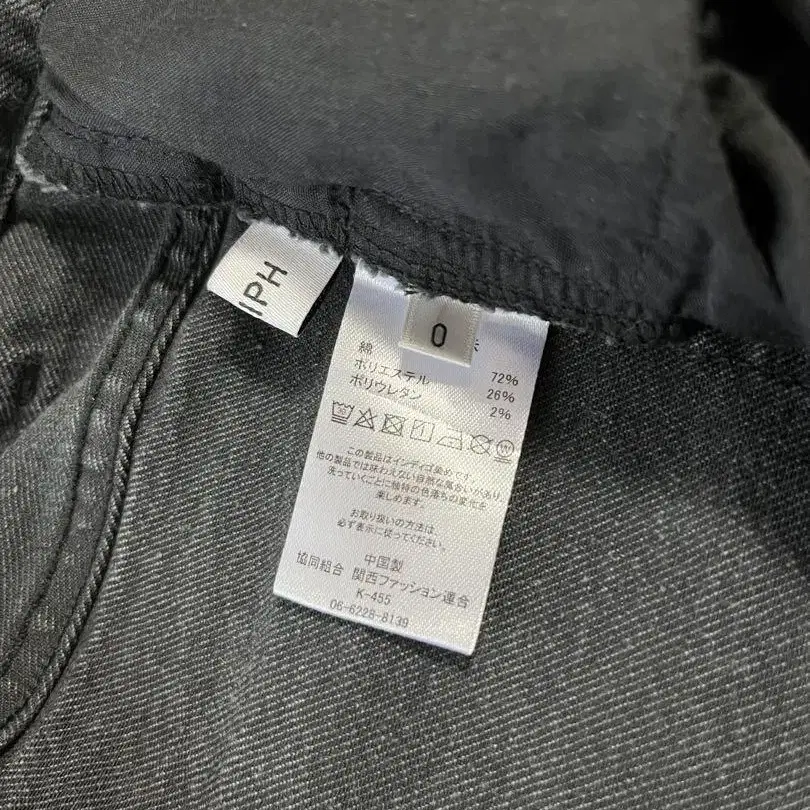 IPH
0
綿 72%
ポリエステル 26%
ポリウレタン 2%
この製品はインディゴ染めです。
他の製品では味わえない自然な風合いがあり、
洗っていくごとに独特の色落ちの変化を
楽しめます。
お取り扱いの方法は
必ず表示に従ってください。
中国製
協同組合 関西ファッション連合
K-455
06-6228-8139